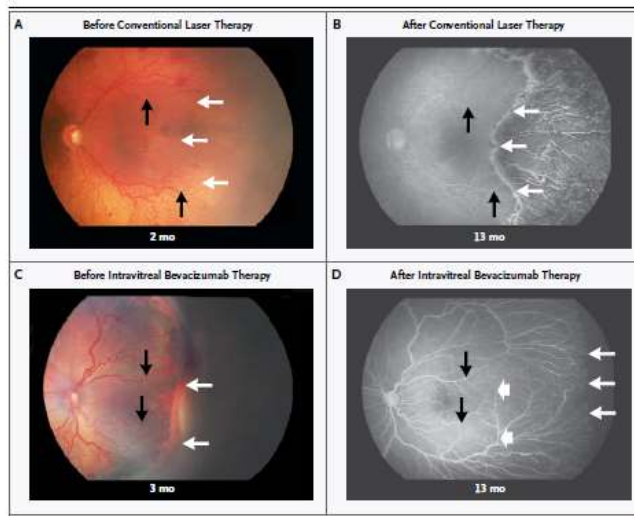 A Before Conventional Laser Therapy
B After Conventional Laser Therapy
2 mo
13 mo
C Before Intravitreal Bevacizumab Therapy
D After Intravitreal Bevacizumab Therapy
3 mo
13 mo